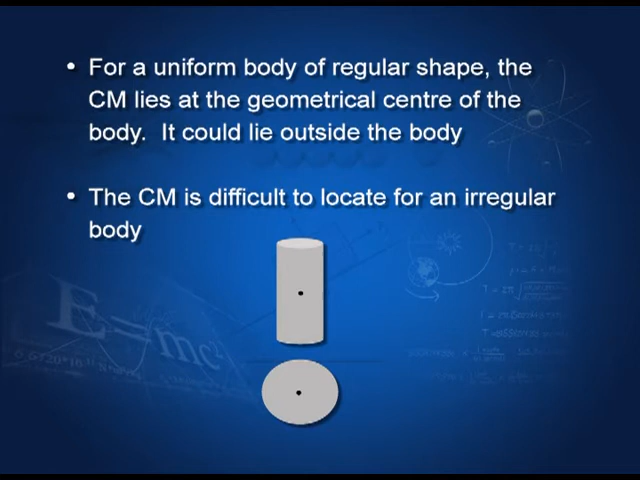 • For a uniform body of regular shape, the
CM lies at the geometrical centre of the
body. It could lie outside the body
• The CM is difficult to locate for an irregular
body
E=mc²